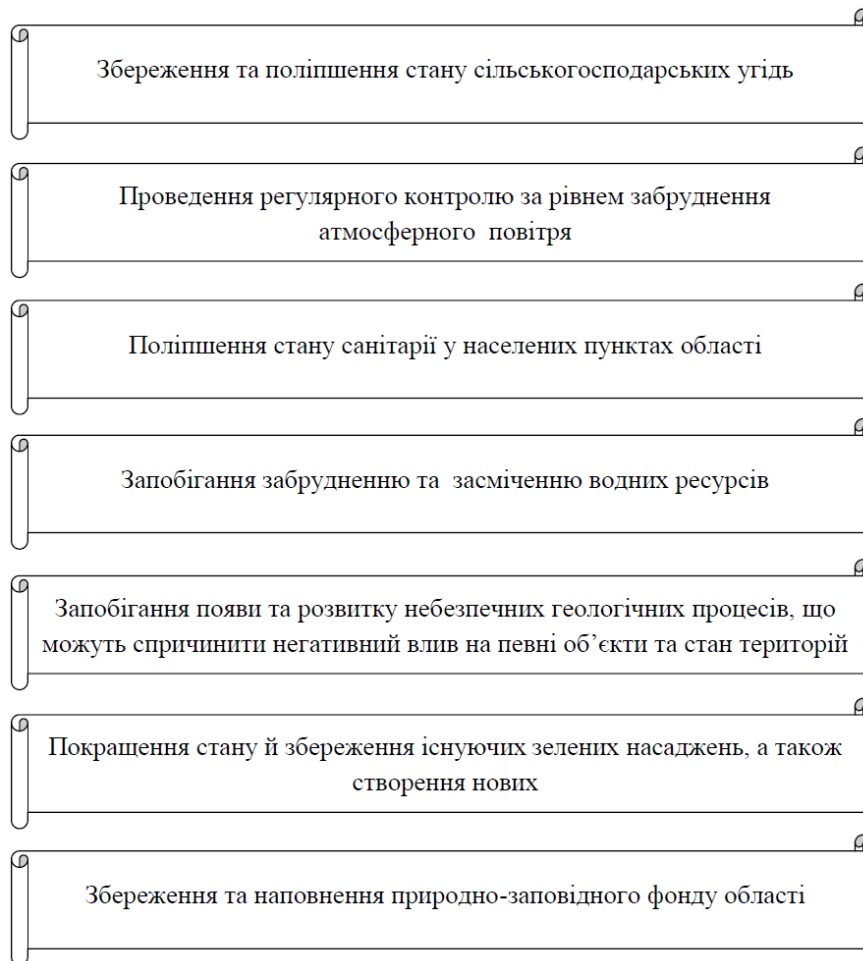 Збереження та поліпшення стану сільськогосподарських угідь
Проведення регулярного контролю за рівнем забруднення
атмосферного повітря
Поліпшення стану санітарії у населених пунктах області
Запобігання забрудненню та засміченню водних ресурсів
Запобігання появи та розвитку небезпечних геологічних процесів, що
можуть спричинити негативний влив на певні об’єкти та стан територій
Покращення стану й збереження існуючих зелених насаджень, а також
створення нових
Збереження та наповнення природно-заповідного фонду області